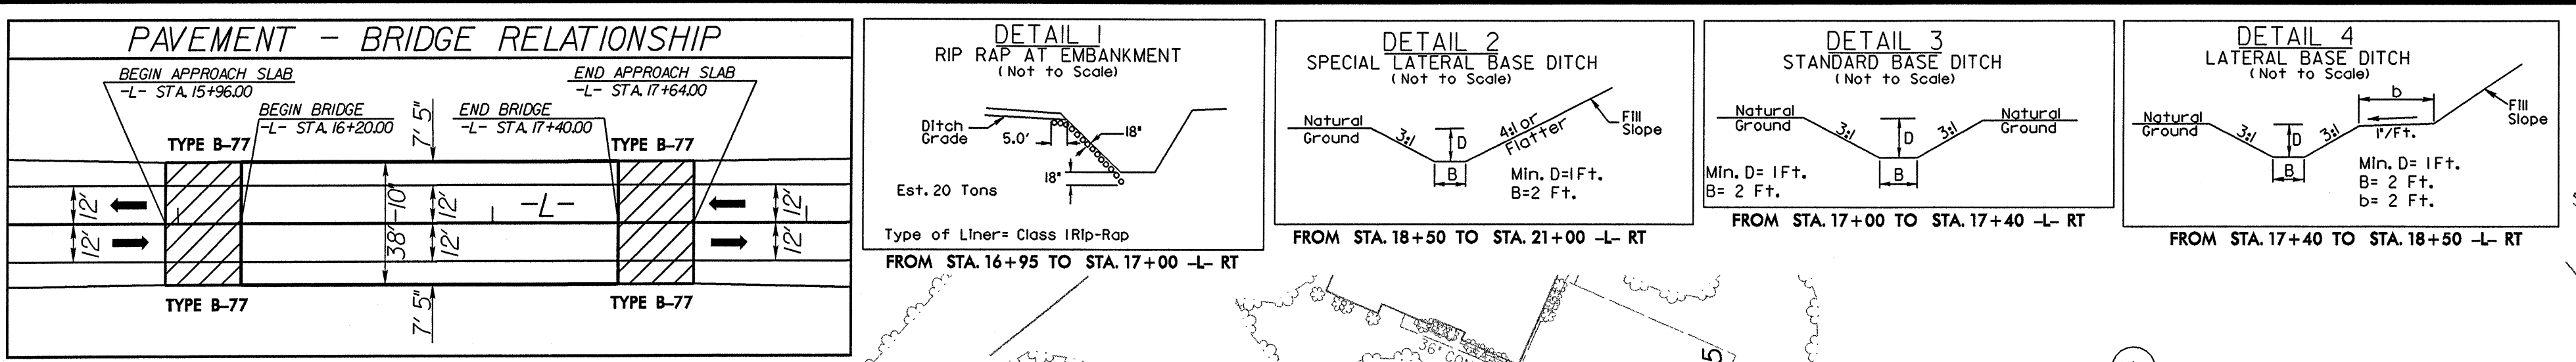 PAVEMENT - BRIDGE RELATIONSHIP
BEGIN APPROACH SLAB
-L- STA. 15+96.00
END APPROACH SLAB
-L- STA. 17+64.00
BEGIN BRIDGE
-L- STA. 16+20.00
END BRIDGE
-L- STA. 17+40.00
7' 5"
TYPE B-77
TYPE B-77
12'
12'
38'-10"
12'
12'
-L-
12'
12'
TYPE B-77
TYPE B-77
7' 5"
DETAIL 1
RIP RAP AT EMBANKMENT
(Not to Scale)
Ditch
Grade
5.0'
18"
18"
Est. 20 Tons
Type of Liner= Class I Rip-Rap
FROM STA. 16+95 TO STA. 17+00 -L- RT
DETAIL 2
SPECIAL LATERAL BASE DITCH
(Not to Scale)
Natural
Ground
3:1
D
4:1 or
Flatter
Fill
Slope
B
Min. D=1Ft.
B=2 Ft.
FROM STA. 18+50 TO STA. 21+00 -L- RT
DETAIL 3
STANDARD BASE DITCH
(Not to Scale)
Natural
Ground
3:1
D
3:1
Natural
Ground
B
Min. D= 1Ft.
B= 2 Ft.
FROM STA. 17+00 TO STA. 17+40 -L- RT
DETAIL 4
LATERAL BASE DITCH
(Not to Scale)
b
Natural
Ground
3:1
D
3:1
1"/Ft.
Fill
Slope
B
Min. D= 1Ft.
B= 2 Ft.
b= 2 Ft.
FROM STA. 17+40 TO STA. 18+50 -L- RT